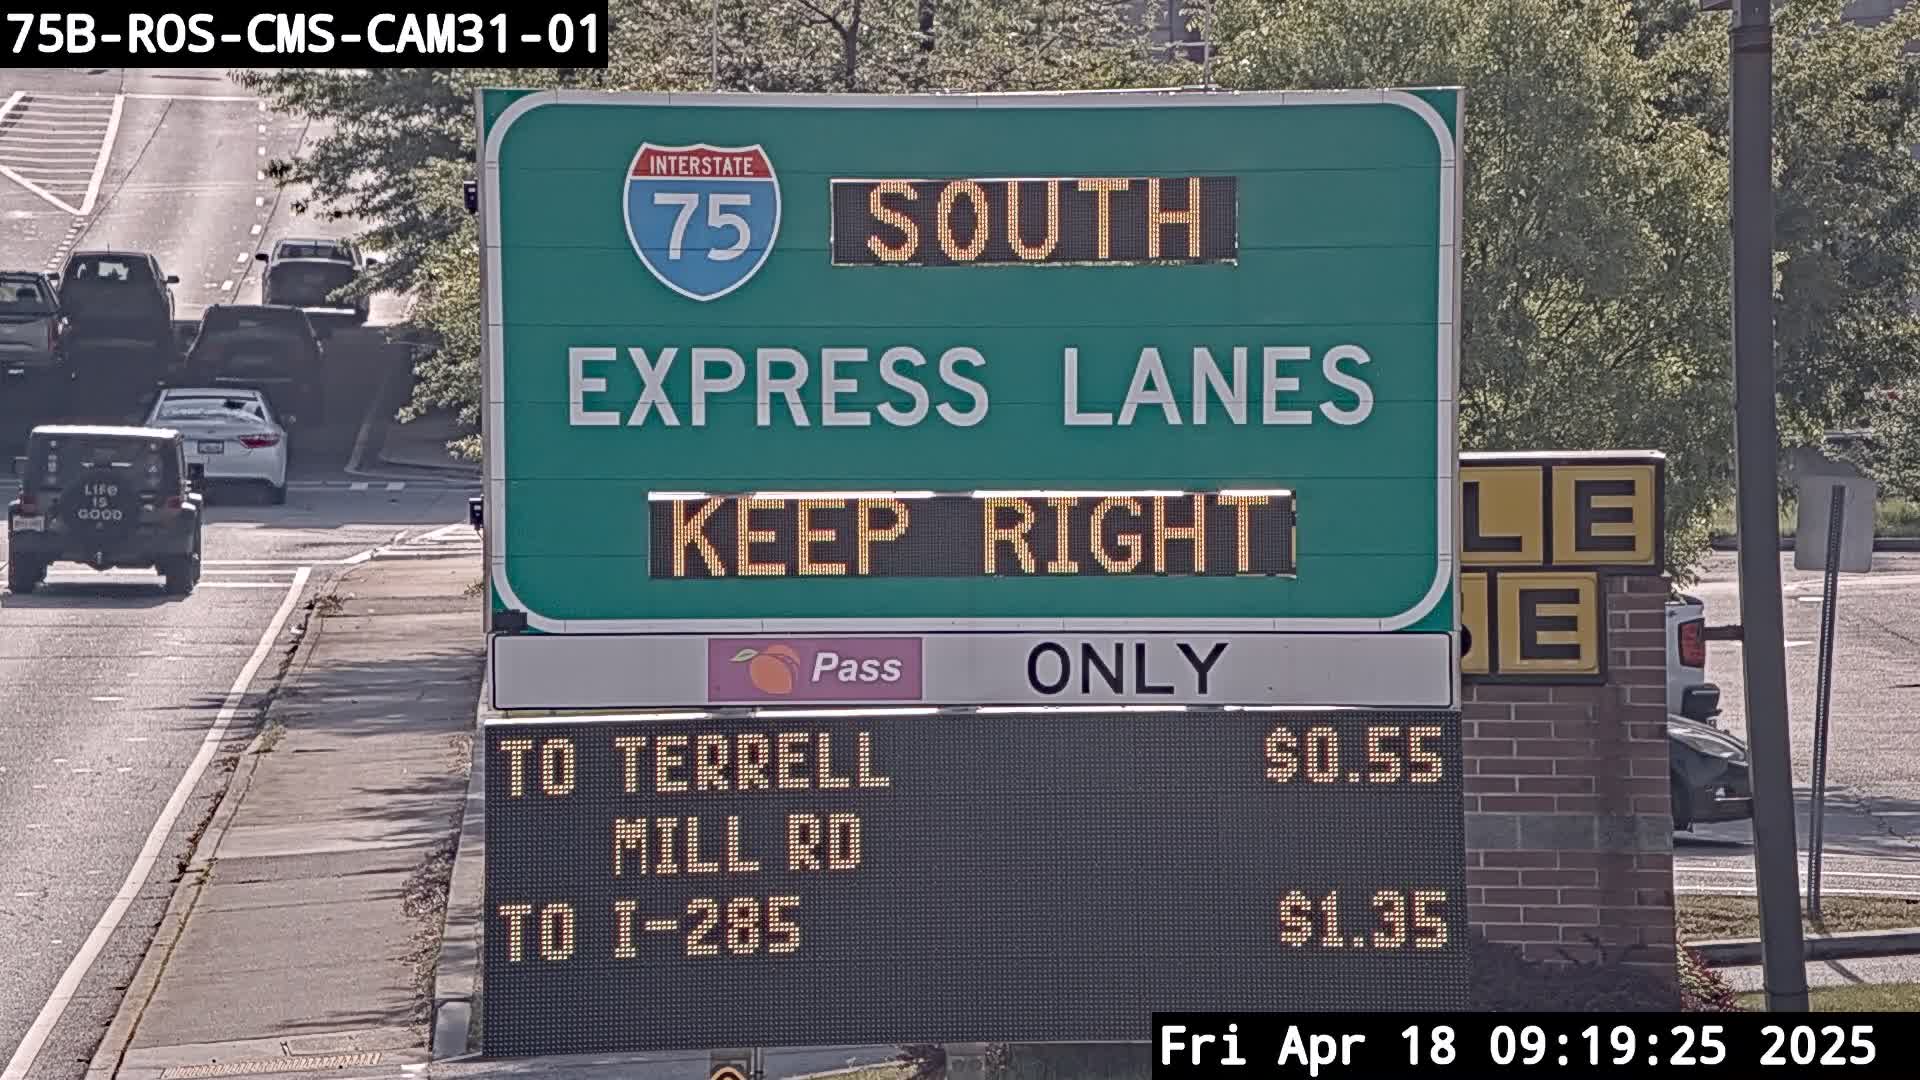 75B-ROS-CMS-CAM31-01
INTERSTATE
75
SOUTH
EXPRESS LANES
KEEP RIGHT
Pass ONLY
TO TERRELL $0.55
MILL RD
TO I-285 $1.35
LIFE
IS
GOOD
LE
E
Fri Apr 18 09:19:25 2025